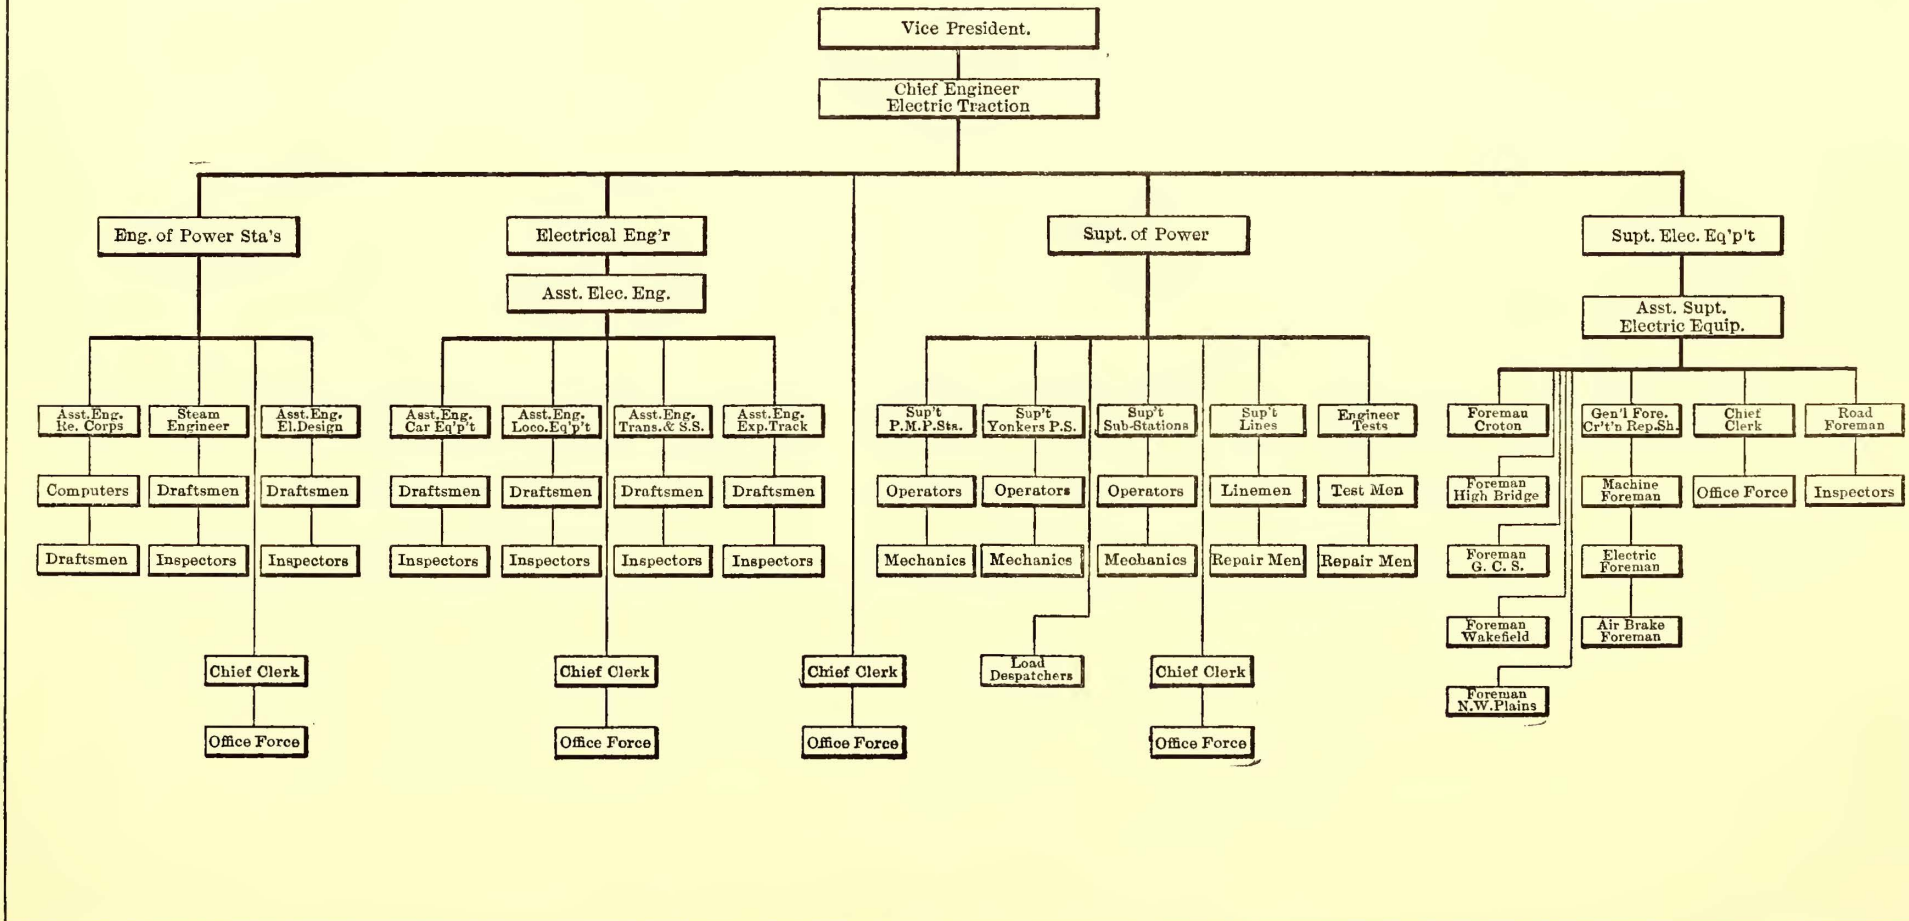 Vice President.
Chief Engineer
Electric Traction
Eng. of Power Sta's
Electrical Eng'r
Supt. of Power
Supt. Elec. Eq'p't
Asst. Elec. Eng.
Asst. Supt.
Electric Equip.
Asst. Eng.
Re. Corps
Steam
Engineer
Asst. Eng.
El. Design
Asst. Eng.
Car Eq'p't
Asst. Eng.
Loco. Eq'p't
Asst. Eng.
Trans. & S.S.
Asst. Eng.
Exp. Track
Sup't
P.M.P. Sta.
Sup't
Yonkers P.S.
Sup't
Sub-Stations
Sup't
Lines
Engineer
Tests
Foreman
Croton
Gen'l Fore.
Cr't'n Rep. Sh.
Chief
Clerk
Road
Foreman
Computers
Draftsmen
Draftsmen
Draftsmen
Draftsmen
Draftsmen
Draftsmen
Operators
Operators
Operators
Linemen
Test Men
Foreman
High Bridge
Machine
Foreman
Office Force
Inspectors
Draftsmen
Inspectors
Inspectors
Inspectors
Inspectors
Inspectors
Inspectors
Mechanics
Mechanics
Mechanics
Repair Men
Repair Men
Foreman
G. C. S.
Electric
Foreman
Foreman
Wakefield
Air Brake
Foreman
Chief Clerk
Chief Clerk
Chief Clerk
Load
Despatchers
Chief Clerk
Foreman
N.W. Plains
Office Force
Office Force
Office Force
Office Force